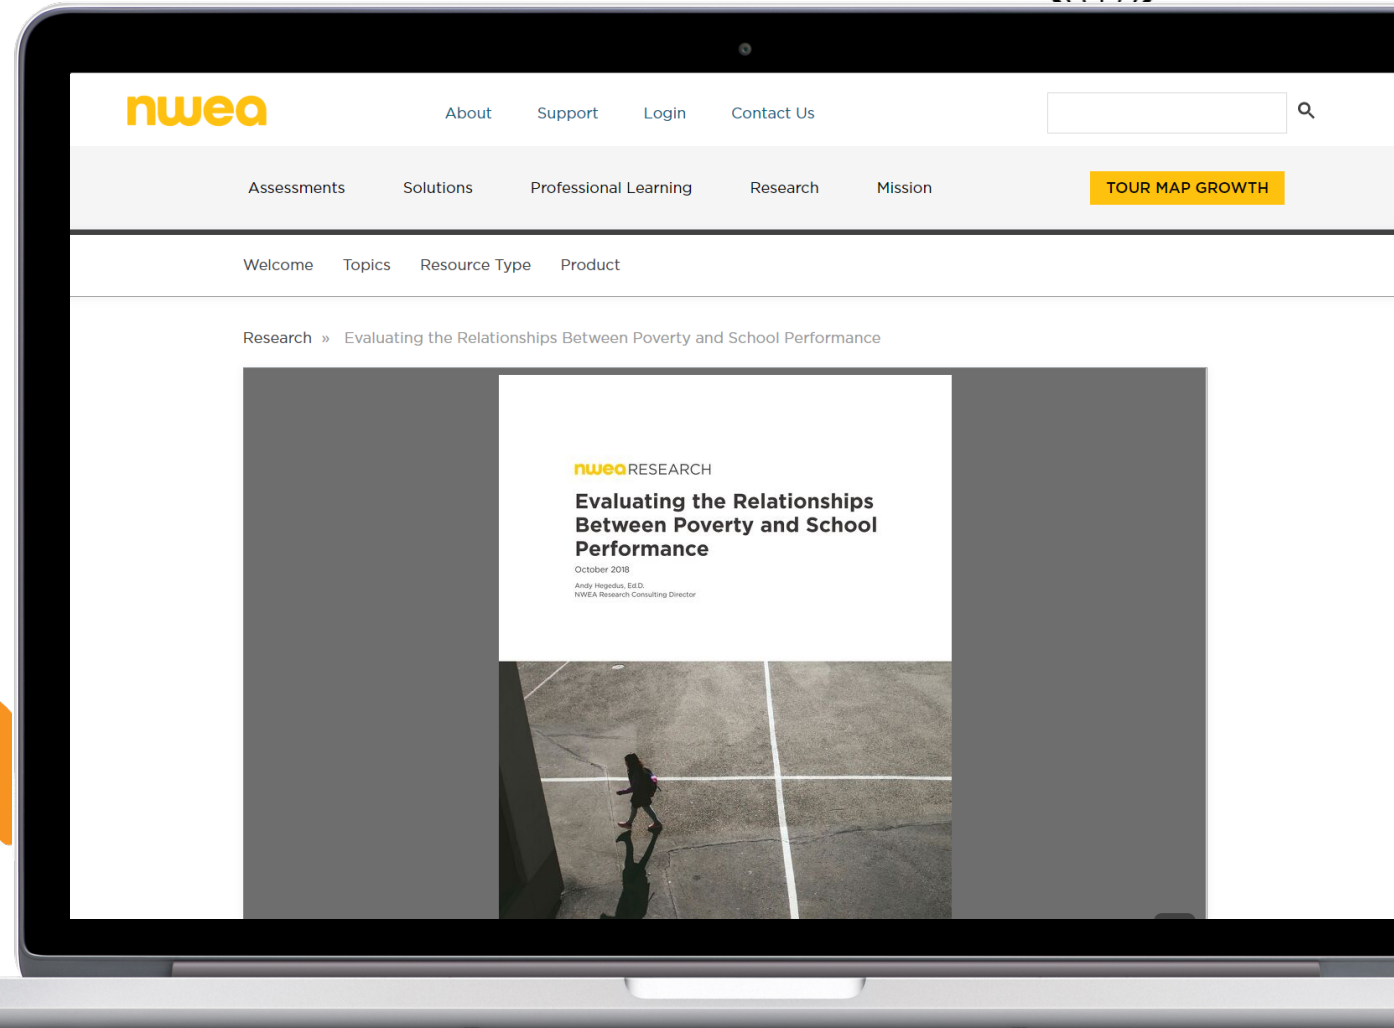 nwea
About Support Login Contact Us
Assessments Solutions Professional Learning Research Mission TOUR MAP GROWTH
Welcome Topics Resource Type Product
Research » Evaluating the Relationships Between Poverty and School Performance
nwea RESEARCH
Evaluating the Relationships
Between Poverty and School
Performance
October 2018
Andy Hegedus, Ed.D.
NWEA Research Consulting Director